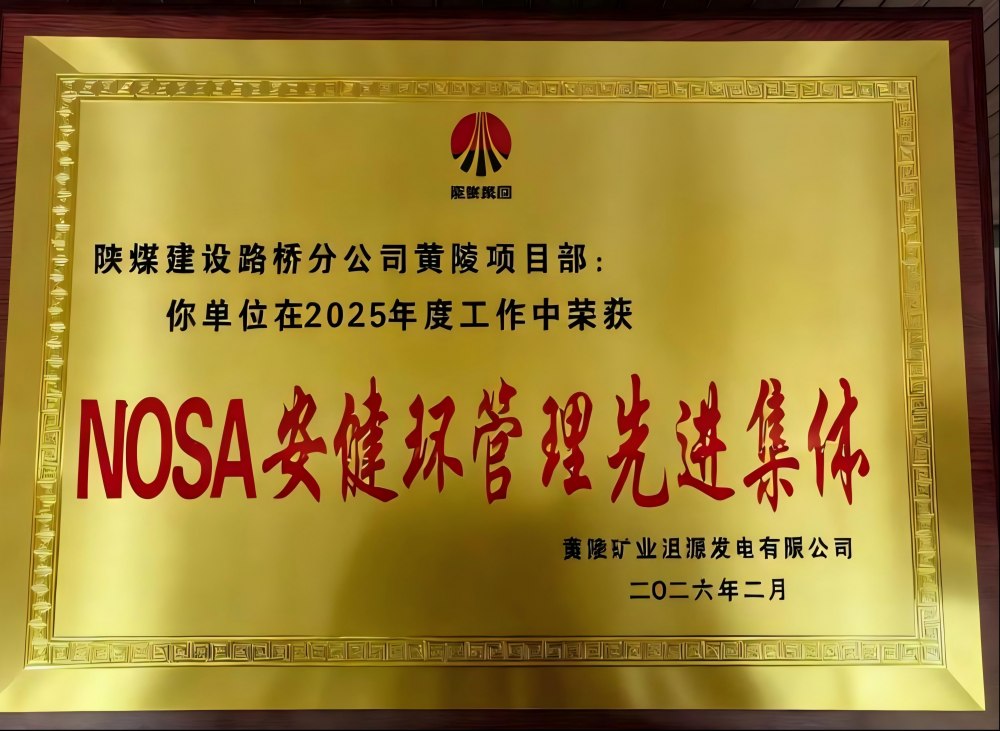 陕煤集团
陕煤建设路桥分公司黄陵项目部：
你单位在2025年度工作中荣获
NOSA安健环管理先进集体
黄陵矿业沮源发电有限公司
二〇二六年二月